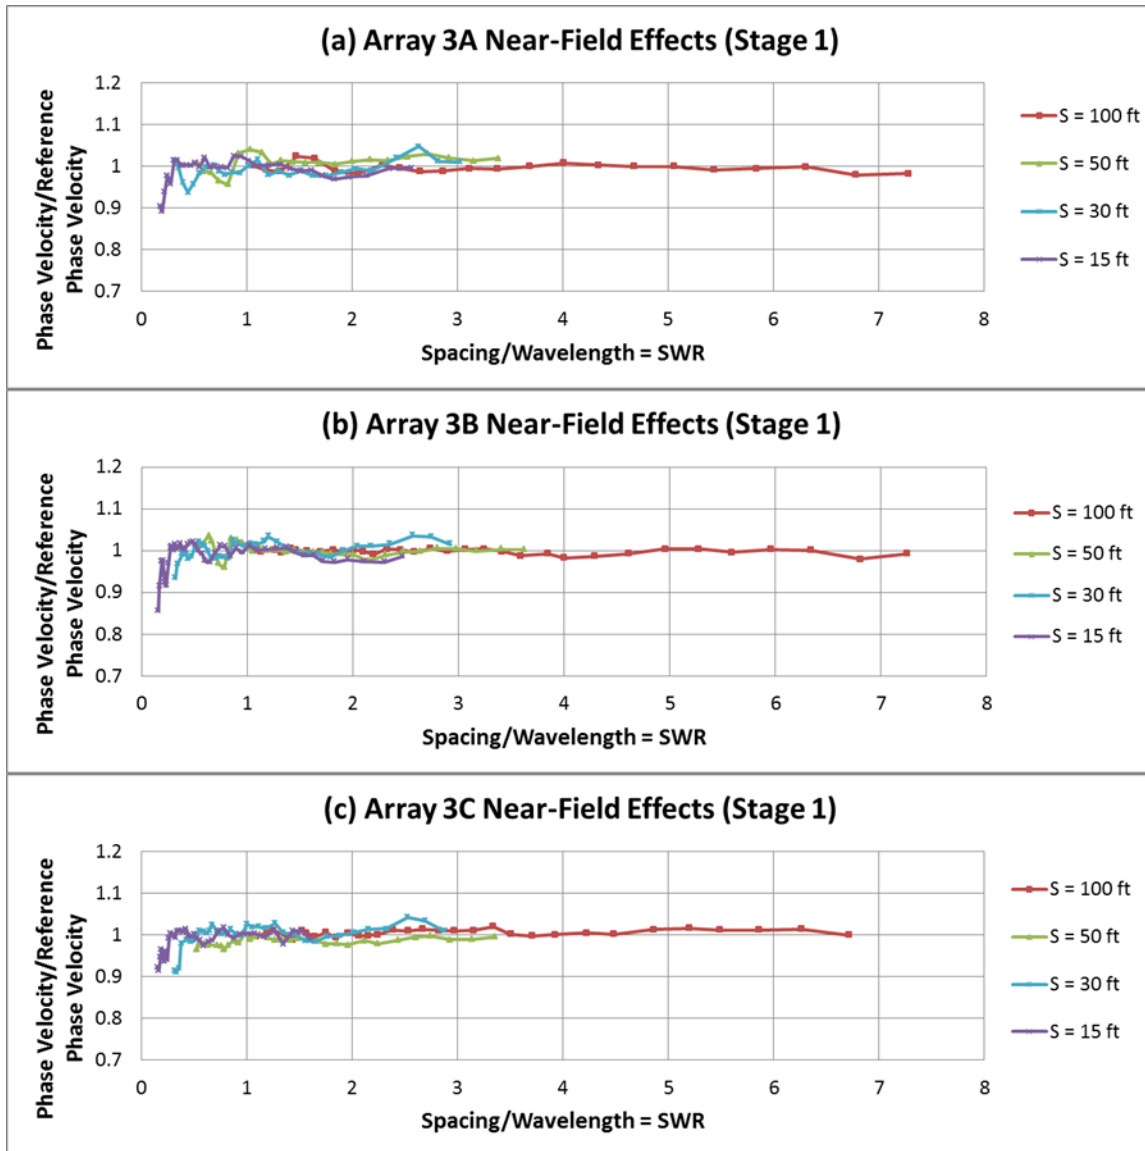 (a) Array 3A Near-Field Effects (Stage 1)
Phase Velocity/Reference
Phase Velocity
1.2
1.1
1
0.9
0.8
0.7
0 1 2 3 4 5 6 7 8
Spacing/Wavelength = SWR
S = 100 ft
S = 50 ft
S = 30 ft
S = 15 ft
(b) Array 3B Near-Field Effects (Stage 1)
Phase Velocity/Reference
Phase Velocity
1.2
1.1
1
0.9
0.8
0.7
0 1 2 3 4 5 6 7 8
Spacing/Wavelength = SWR
S = 100 ft
S = 50 ft
S = 30 ft
S = 15 ft
(c) Array 3C Near-Field Effects (Stage 1)
Phase Velocity/Reference
Phase Velocity
1.2
1.1
1
0.9
0.8
0.7
0 1 2 3 4 5 6 7 8
Spacing/Wavelength = SWR
S = 100 ft
S = 50 ft
S = 30 ft
S = 15 ft